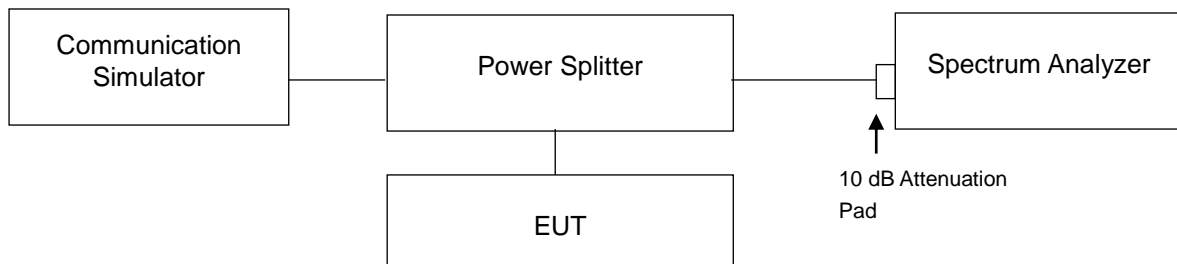 Communication
Simulator
Power Splitter
Spectrum Analyzer
10 dB Attenuation
Pad
EUT